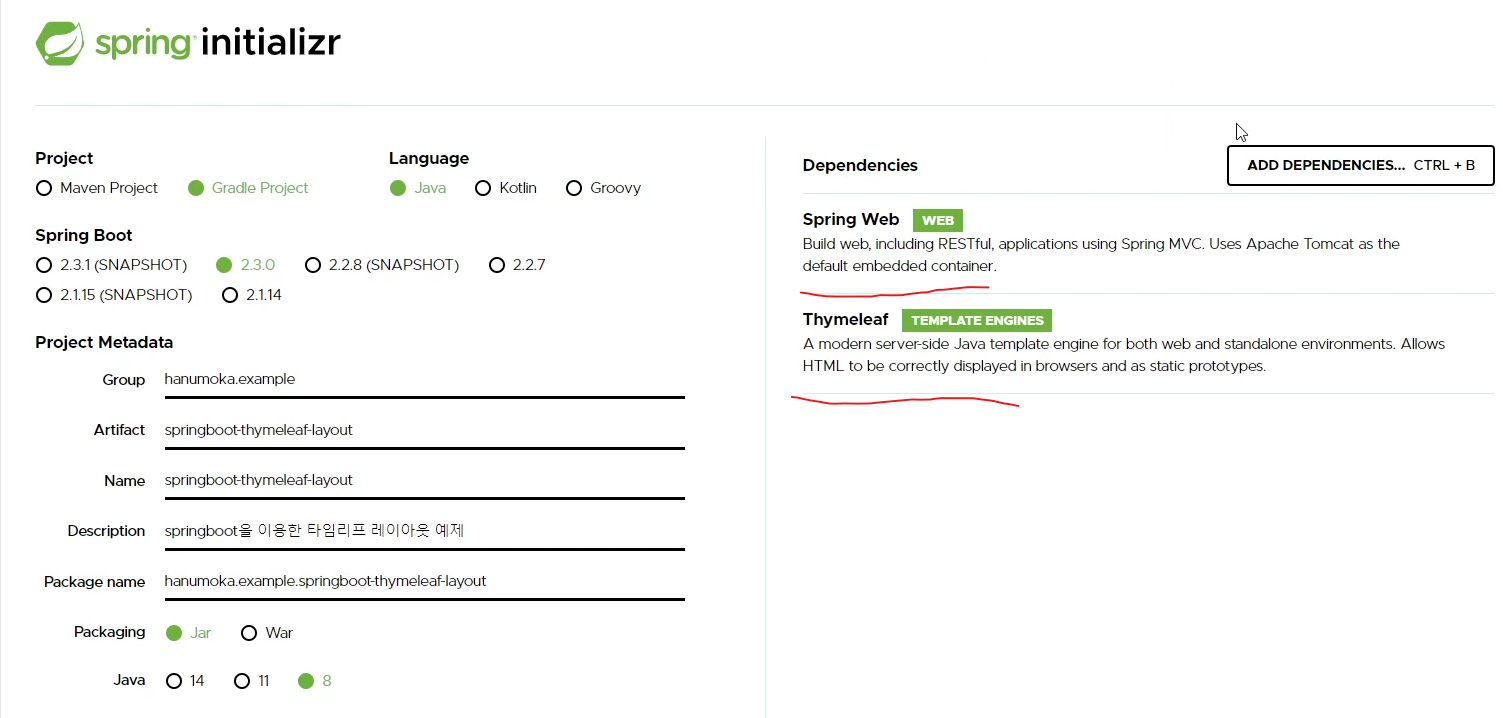 spring initializr
Project
Maven Project Gradle Project
Language
Java Kotlin Groovy
Spring Boot
2.3.1 (SNAPSHOT) 2.3.0 2.2.8 (SNAPSHOT) 2.2.7
2.1.15 (SNAPSHOT) 2.1.14
Project Metadata
Group hanumoka.example
Artifact springboot-thymeleaf-layout
Name springboot-thymeleaf-layout
Description springboot을 이용한 타임리프 레이아웃 예제
Package name hanumoka.example.springboot-thymeleaf-layout
Packaging Jar War
Java 14 11 8
Dependencies
ADD DEPENDENCIES... CTRL + B
Spring Web WEB
Build web, including RESTful, applications using Spring MVC. Uses Apache Tomcat as the
default embedded container.
Thymeleaf TEMPLATE ENGINES
A modern server-side Java template engine for both web and standalone environments. Allows
HTML to be correctly displayed in browsers and as static prototypes.